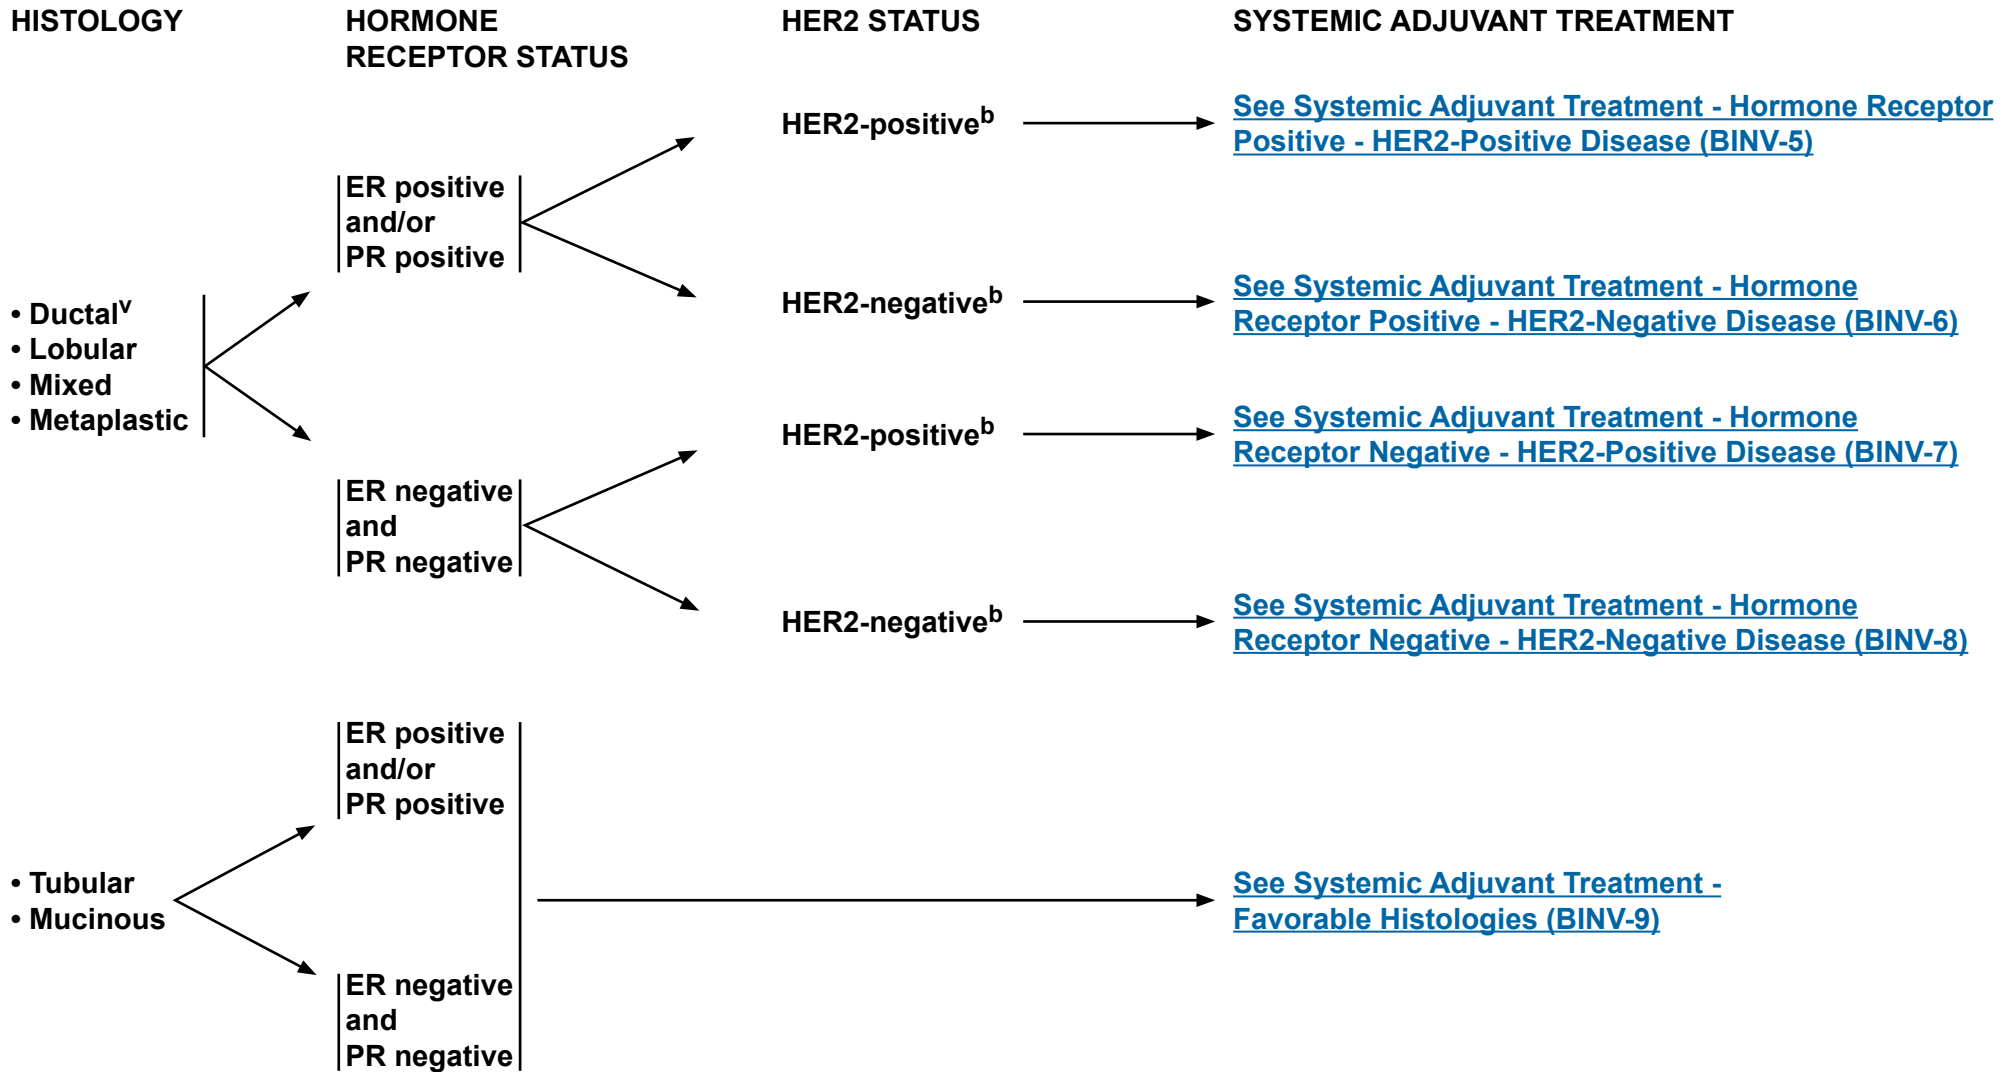 HISTOLOGY
HORMONE
RECEPTOR STATUS
HER2 STATUS
SYSTEMIC ADJUVANT TREATMENT
• Ductalᵛ
• Lobular
• Mixed
• Metaplastic
ER positive
and/or
PR positive
HER2-positiveᵇ
See Systemic Adjuvant Treatment - Hormone Receptor
Positive - HER2-Positive Disease (BINV-5)
HER2-negativeᵇ
See Systemic Adjuvant Treatment - Hormone
Receptor Positive - HER2-Negative Disease (BINV-6)
ER negative
and
PR negative
HER2-positiveᵇ
See Systemic Adjuvant Treatment - Hormone
Receptor Negative - HER2-Positive Disease (BINV-7)
HER2-negativeᵇ
See Systemic Adjuvant Treatment - Hormone
Receptor Negative - HER2-Negative Disease (BINV-8)
• Tubular
• Mucinous
ER positive
and/or
PR positive
ER negative
and
PR negative
See Systemic Adjuvant Treatment -
Favorable Histologies (BINV-9)